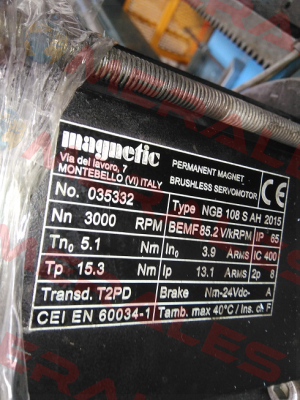 magnetic
Via del lavoro, 7
MONTEBELLO (VI) ITALY
PERMANENT MAGNET
BRUSHLESS SERVOMOTOR
CE
No. 035332 Type NGB 108 S AH 2015
Nn 3000 RPM BEMF 85.2 V/kRPM IP 65
Tn0 5.1 Nm In0 3.9 ARMS IC 400
Tp 15.3 Nm Ip 13.1 ARMS 2p 8
Transd. T2PD Brake Nm-24Vdc- A
CEI EN 60034-1 Tamb. max 40°C / Ins. cl. F